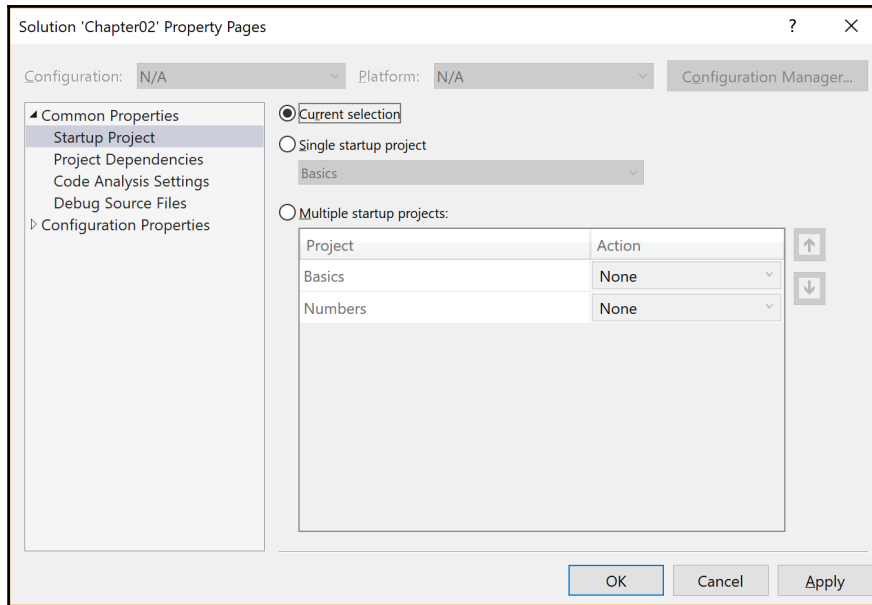 Solution 'Chapter02' Property Pages
?
Configuration: N/A Platform: N/A Configuration Manager...
Common Properties
Startup Project
Project Dependencies
Code Analysis Settings
Debug Source Files
Configuration Properties
Current selection
Single startup project
Basics
Multiple startup projects:
Project Action
Basics None
Numbers None
OK Cancel Apply